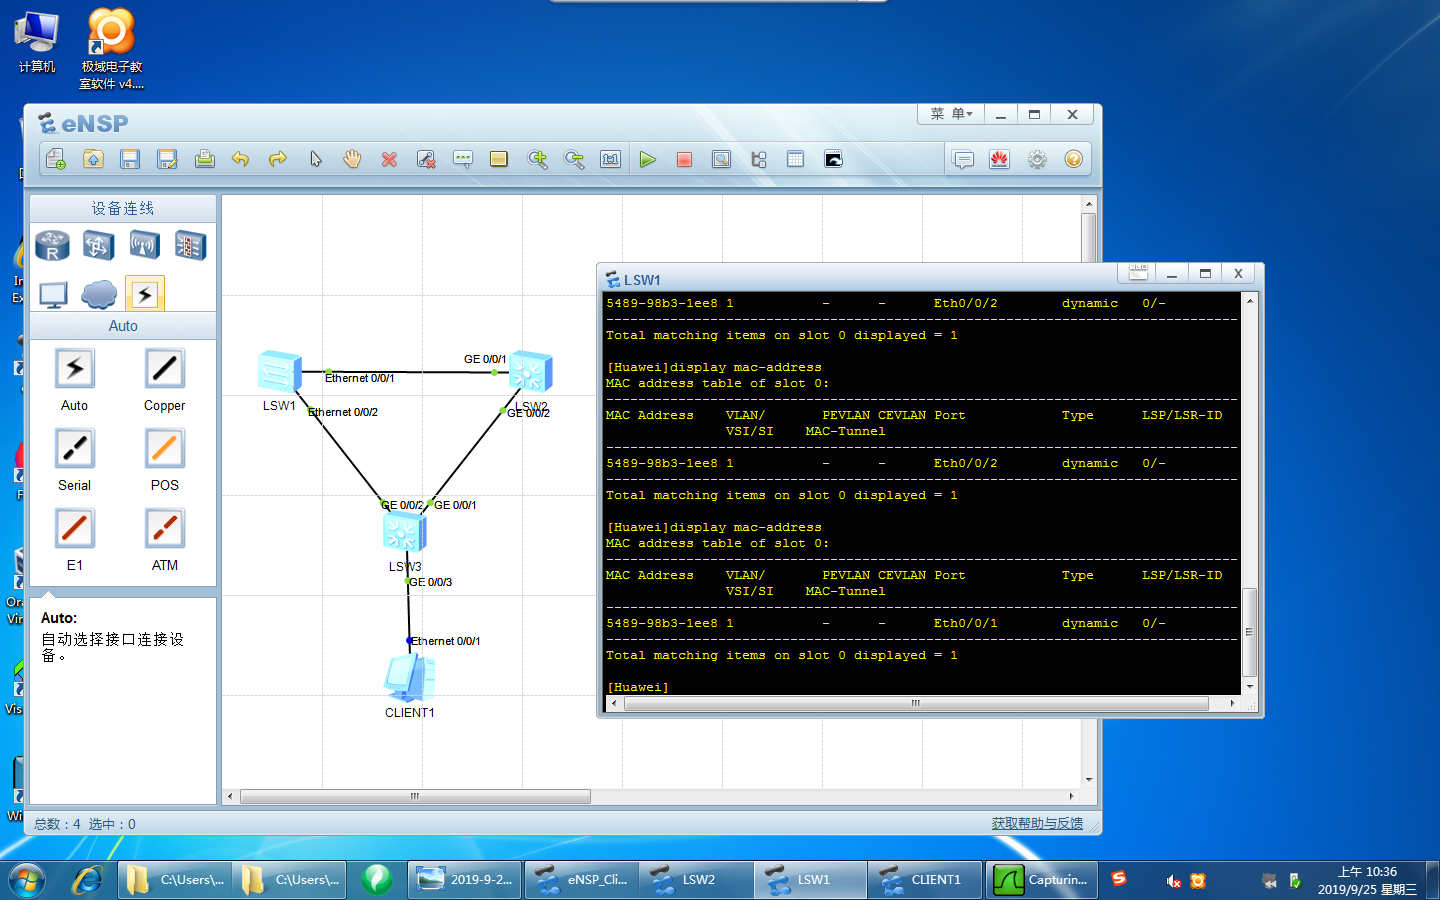 计算机
极域电子教
室软件 v4....
eNSP
菜 单
设备连线
Auto
Auto
Copper
Serial
POS
E1
ATM
Auto:
自动选择接口连接设
备。
GE 0/0/1
Ethernet 0/0/1
LSW1
LSW2
Ethernet 0/0/2
GE 0/0/2
GE 0/0/2
GE 0/0/1
LSW3
GE 0/0/3
Ethernet 0/0/1
CLIENT1
总数：4 选中：0
获取帮助与反馈
LSW1
5489-98b3-1ee8 1 - - Eth0/0/2 dynamic 0/-
-------------------------------------------------------------------------------
Total matching items on slot 0 displayed = 1
[Huawei]display mac-address
MAC address table of slot 0:
-------------------------------------------------------------------------------
MAC Address VLAN/ PEVLAN CEVLAN Port Type LSP/LSR-ID
VSI/SI MAC-Tunnel
-------------------------------------------------------------------------------
5489-98b3-1ee8 1 - - Eth0/0/2 dynamic 0/-
-------------------------------------------------------------------------------
Total matching items on slot 0 displayed = 1
[Huawei]display mac-address
MAC address table of slot 0:
-------------------------------------------------------------------------------
MAC Address VLAN/ PEVLAN CEVLAN Port Type LSP/LSR-ID
VSI/SI MAC-Tunnel
-------------------------------------------------------------------------------
5489-98b3-1ee8 1 - - Eth0/0/1 dynamic 0/-
-------------------------------------------------------------------------------
Total matching items on slot 0 displayed = 1
[Huawei]
C:\Users\...
C:\Users\...
2019-9-2...
eNSP_Cli...
LSW2
LSW1
CLIENT1
Capturin...
上午 10:36
2019/9/25 星期三